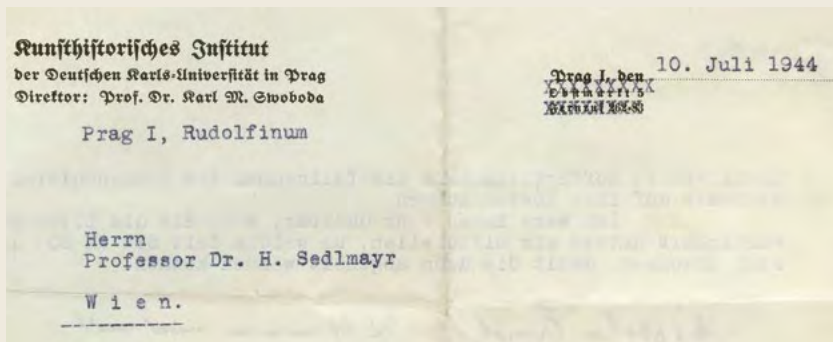 Kunsthistorisches Institut
der Deutschen Karls-Universität in Prag
Direktor: Prof. Dr. Karl M. Swoboda
Prag I, den 10. Juli 1944
XXXXXXXXX
Prag I, Rudolfinum
Herrn
Professor Dr. H. Sedlmayr
W i e n.